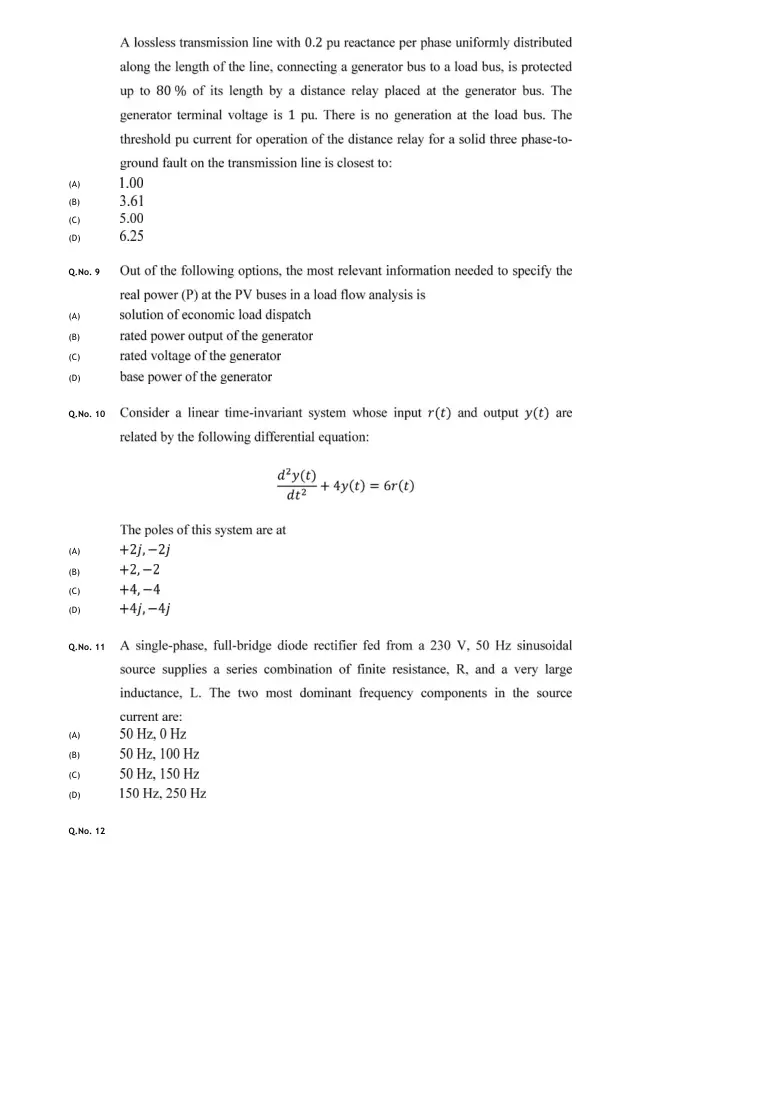 A lossless transmission line with 0.2 pu reactance per phase uniformly distributed
along the length of the line, connecting a generator bus to a load bus, is protected
up to 80 % of its length by a distance relay placed at the generator bus. The
generator terminal voltage is 1 pu. There is no generation at the load bus. The
threshold pu current for operation of the distance relay for a solid three phase-to-
ground fault on the transmission line is closest to:
(A) 1.00
(B) 3.61
(C) 5.00
(D) 6.25
Q.No. 9 Out of the following options, the most relevant information needed to specify the
real power (P) at the PV buses in a load flow analysis is
(A) solution of economic load dispatch
(B) rated power output of the generator
(C) rated voltage of the generator
(D) base power of the generator
Q.No. 10 Consider a linear time-invariant system whose input r(t) and output y(t) are
related by the following differential equation:
d²y(t)/dt² + 4y(t) = 6r(t)
The poles of this system are at
(A) +2j, −2j
(B) +2, −2
(C) +4, −4
(D) +4j, −4j
Q.No. 11 A single-phase, full-bridge diode rectifier fed from a 230 V, 50 Hz sinusoidal
source supplies a series combination of finite resistance, R, and a very large
inductance, L. The two most dominant frequency components in the source
current are:
(A) 50 Hz, 0 Hz
(B) 50 Hz, 100 Hz
(C) 50 Hz, 150 Hz
(D) 150 Hz, 250 Hz
Q.No. 12